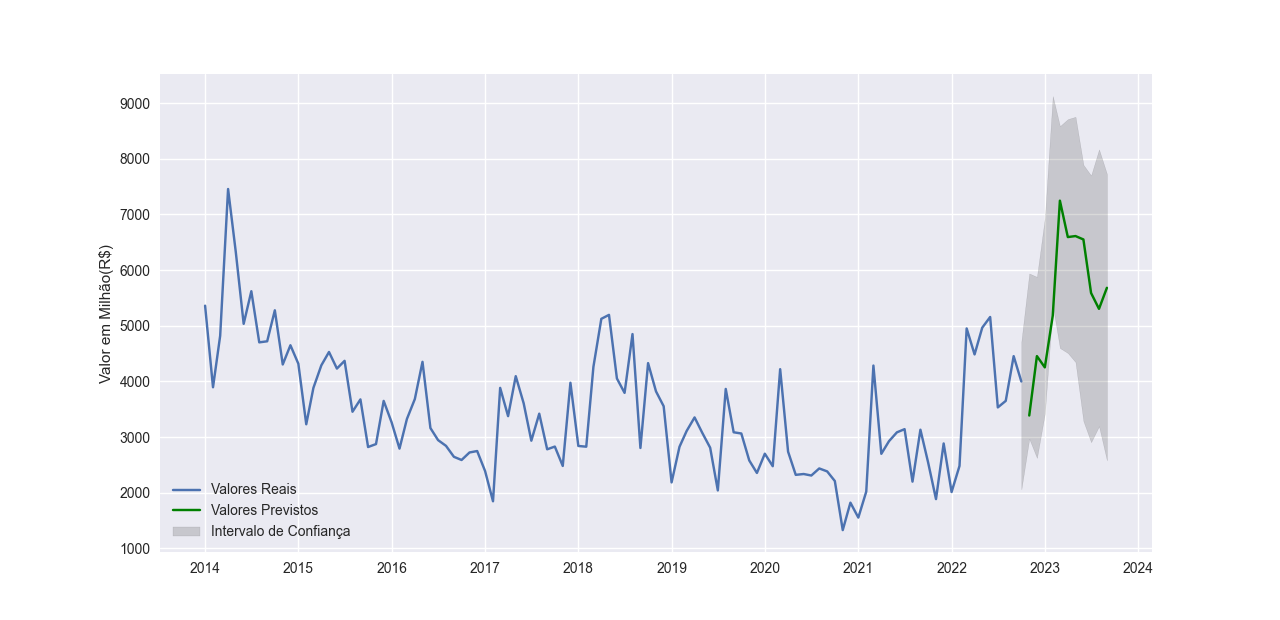 Valor em Milhão(R$)
9000
8000
7000
6000
5000
4000
3000
2000
1000
Valores Reais
Valores Previstos
Intervalo de Confiança
2014 2015 2016 2017 2018 2019 2020 2021 2022 2023 2024